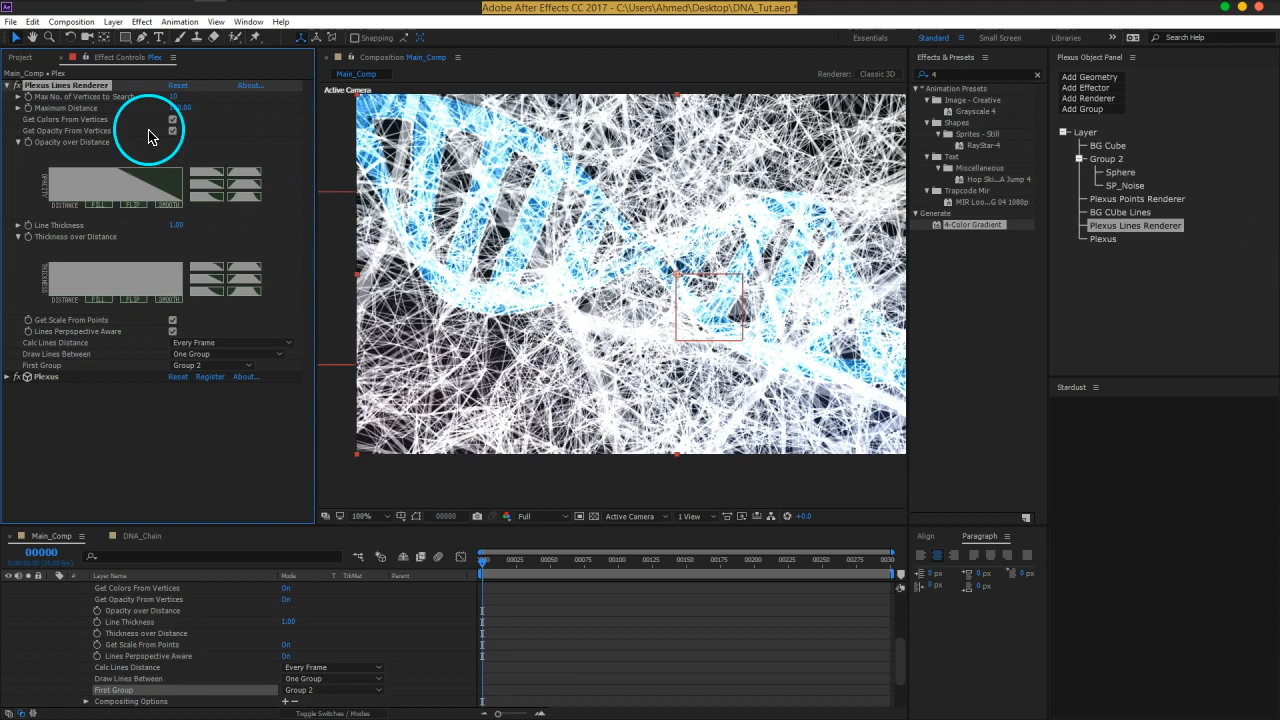 Adobe After Effects CC 2017 - C:\Users\Ahmed\Desktop\DNA_Tut.aep *
File Edit Composition Layer Effect Animation View Window Help
Snapping Essentials Standard Small Screen Libraries Search Help
Project Effect Controls Plex Composition Main_Comp Effects & Presets Plexus Object Panel
Main_Comp • Plex Main_Comp Renderer: Classic 3D 4 Add Geometry
Plexus Lines Renderer Reset About... Active Camera * Animation Presets Add Effector
Max No. of Vertices to Search 10 Image - Creative Add Renderer
Maximum Distance Grayscale 4 Add Group
Get Colors From Vertices Shapes
Get Opacity From Vertices Sprites - Still Layer
Opacity over Distance RayStar-4 BG Cube
Text Group 2
Miscellaneous Sphere
OPACITY Hop Ski...A Jump 4 SP_Noise
Trapcode Mir Plexus Points Renderer
DISTANCE FILL FLIP SMOOTH MIR Loo...G 04 1080p BG CUbe Lines
Generate Plexus Lines Renderer
Line Thickness 1.00 4-Color Gradient Plexus
Thickness over Distance
THICKNESS
DISTANCE FILL FLIP SMOOTH
Get Scale From Points
Lines Perpspective Aware
Calc Lines Distance Every Frame
Draw Lines Between One Group
First Group Group 2
Plexus Reset Register About...
Stardust
100% 00000 Full Active Camera 1 View +0.0
Main_Comp DNA_Chain Align Paragraph
00000
00025 00050 00075 00100 00125 00150 00175 00200 00225 00250 00275
# Layer Name Mode T TrkMat Parent 0 px 0 px 0 px
Get Colors From Vertices On 0 px 0 px
Get Opacity From Vertices On
Opacity over Distance
Line Thickness 1.00
Thickness over Distance
Get Scale From Points On
Lines Perpspective Aware On
Calc Lines Distance Every Frame
Draw Lines Between One Group
First Group Group 2
Compositing Options + −
Toggle Switches / Modes